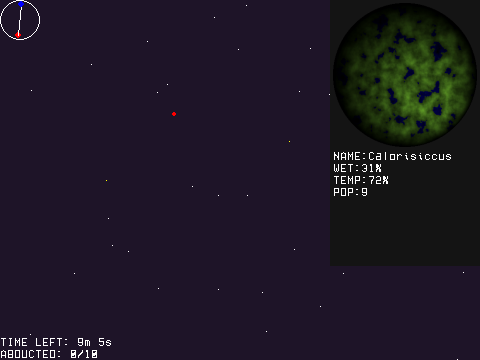 NAME:Calorisiccus
WET:31%
TEMP:72%
POP:9
TIME LEFT: 9m 5s
ABDUCTED: 0/10